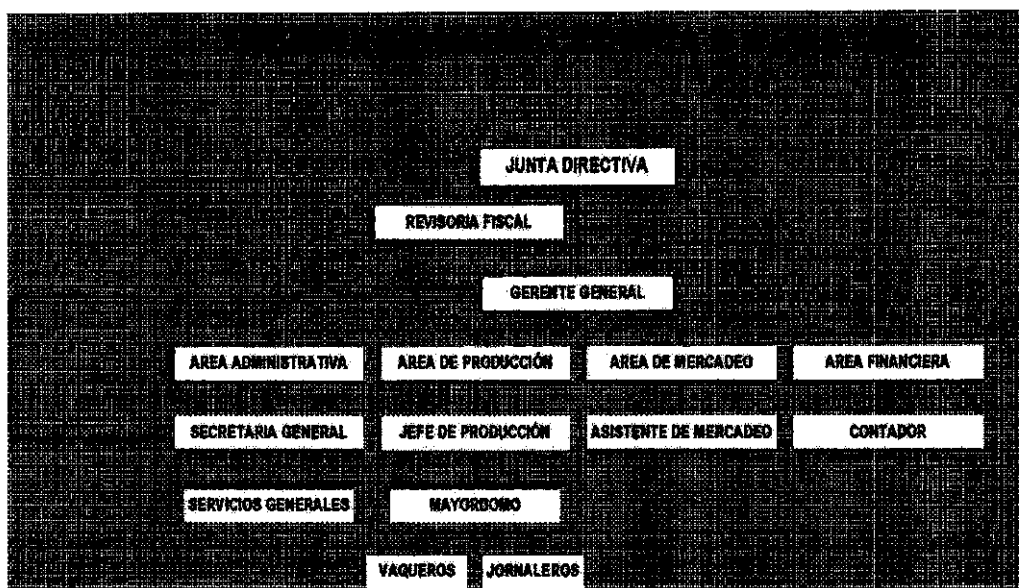 JUNTA DIRECTIVA
REVISORIA FISCAL
GERENTE GENERAL
AREA ADMINISTRATIVA
AREA DE PRODUCCIÓN
AREA DE MERCADEO
AREA FINANCIERA
SECRETARIA GENERAL
JEFE DE PRODUCCIÓN
ASISTENTE DE MERCADEO
CONTADOR
SERVICIOS GENERALES
MAYORDOMO
VAQUEROS
JORNALEROS